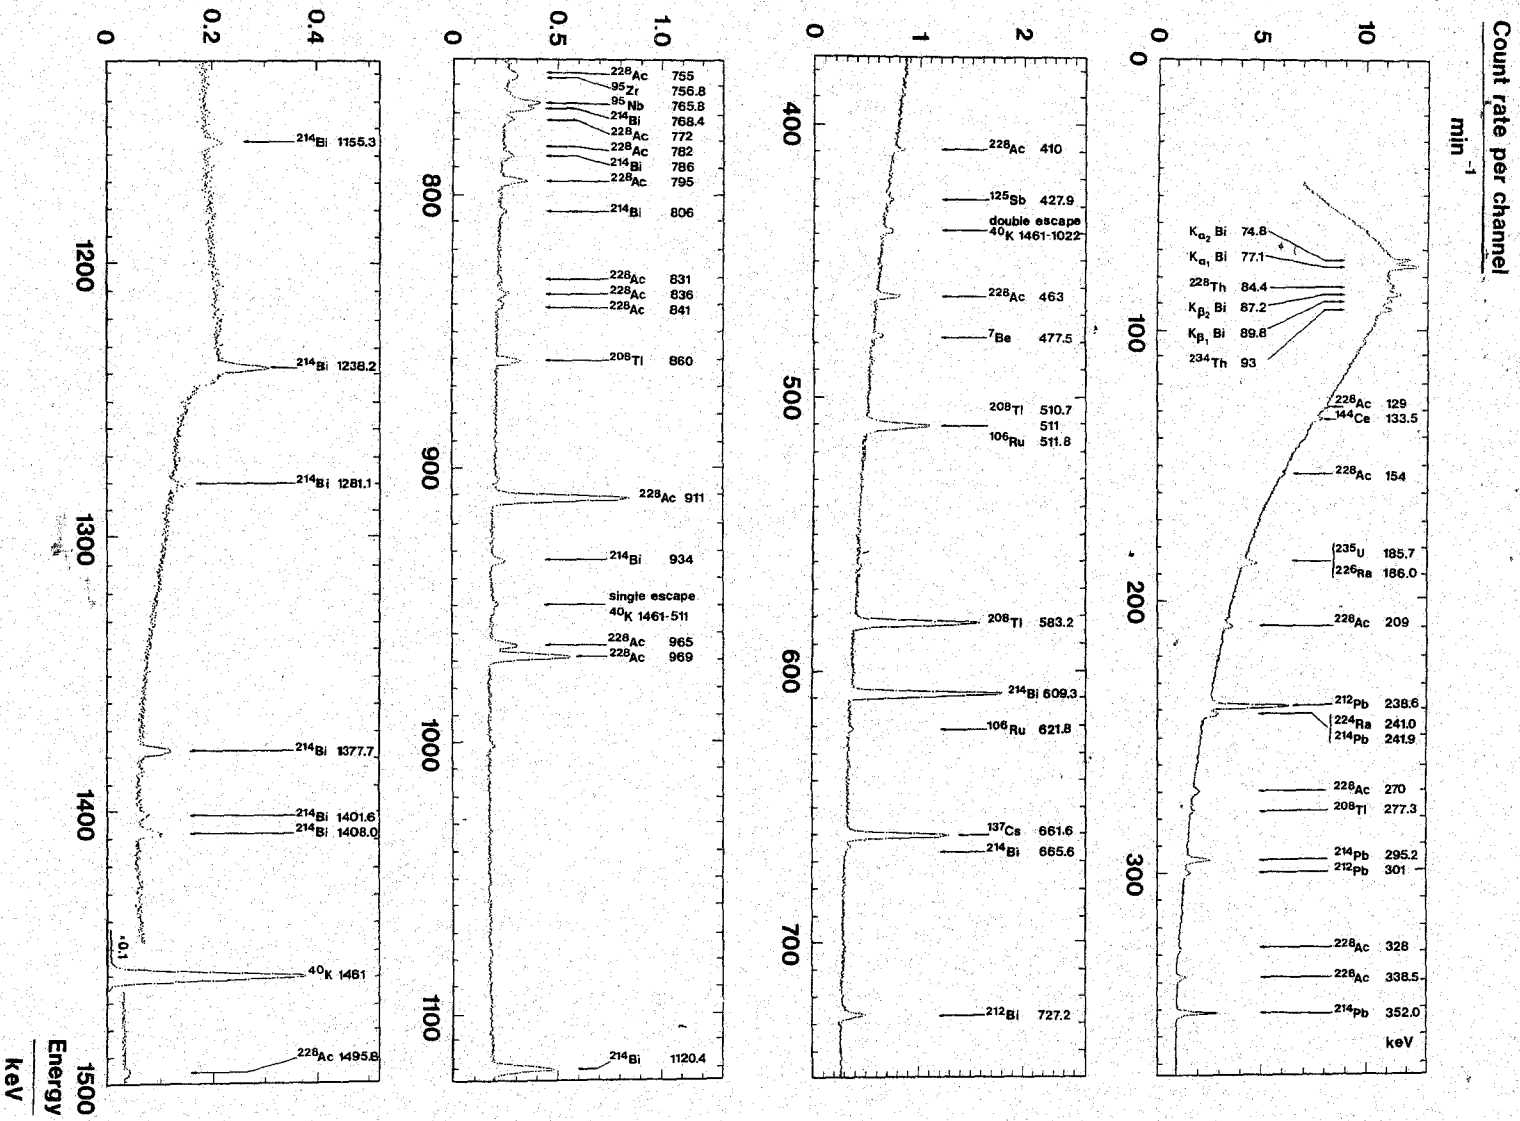 Count rate per channel
min⁻¹
0 5 10
0
100
200
300
Kα₂ Bi 74.8
Kα₁ Bi 77.1
²²⁸Th 84.4
Kβ₂ Bi 87.2
Kβ₁ Bi 89.8
²³⁴Th 93
²²⁸Ac 129
¹⁴⁴Ce 133.5
²²⁸Ac 154
²³⁵U 185.7
²²⁶Ra 186.0
²²⁸Ac 209
²¹²Pb 238.6
²²⁴Ra 241.0
²¹⁴Pb 241.9
²²⁸Ac 270
²⁰⁸Tl 277.3
²¹⁴Pb 295.2
²¹²Pb 301
²²⁸Ac 328
²²⁸Ac 338.5
²¹⁴Pb 352.0
keV
0 1 2
400
500
600
700
²²⁸Ac 410
¹²⁵Sb 427.9
double escape
⁴⁰K 1461-1022
²²⁸Ac 463
⁷Be 477.5
²⁰⁸Tl 510.7
511
¹⁰⁶Ru 511.8
²⁰⁸Tl 583.2
²¹⁴Bi 609.3
¹⁰⁶Ru 621.8
¹³⁷Cs 661.6
²¹⁴Bi 665.6
²¹²Bi 727.2
0 0.5 1.0
800
900
1000
1100
²²⁸Ac 755
⁹⁵Zr 756.8
⁹⁵Nb 765.8
²¹⁴Bi 768.4
²²⁸Ac 772
²²⁸Ac 782
²¹⁴Bi 786
²²⁸Ac 795
²¹⁴Bi 806
²²⁸Ac 831
²²⁸Ac 836
²²⁸Ac 841
²⁰⁸Tl 860
²²⁸Ac 911
²¹⁴Bi 934
single escape
⁴⁰K 1461-511
²²⁸Ac 965
²²⁸Ac 969
²¹⁴Bi 1120.4
0 0.2 0.4
1200
1300
1400
1500
²¹⁴Bi 1155.3
²¹⁴Bi 1238.2
²¹⁴Bi 1281.1
²¹⁴Bi 1377.7
²¹⁴Bi 1401.6
²¹⁴Bi 1408.0
×0.1
⁴⁰K 1461
²²⁸Ac 1495.8
Energy
keV